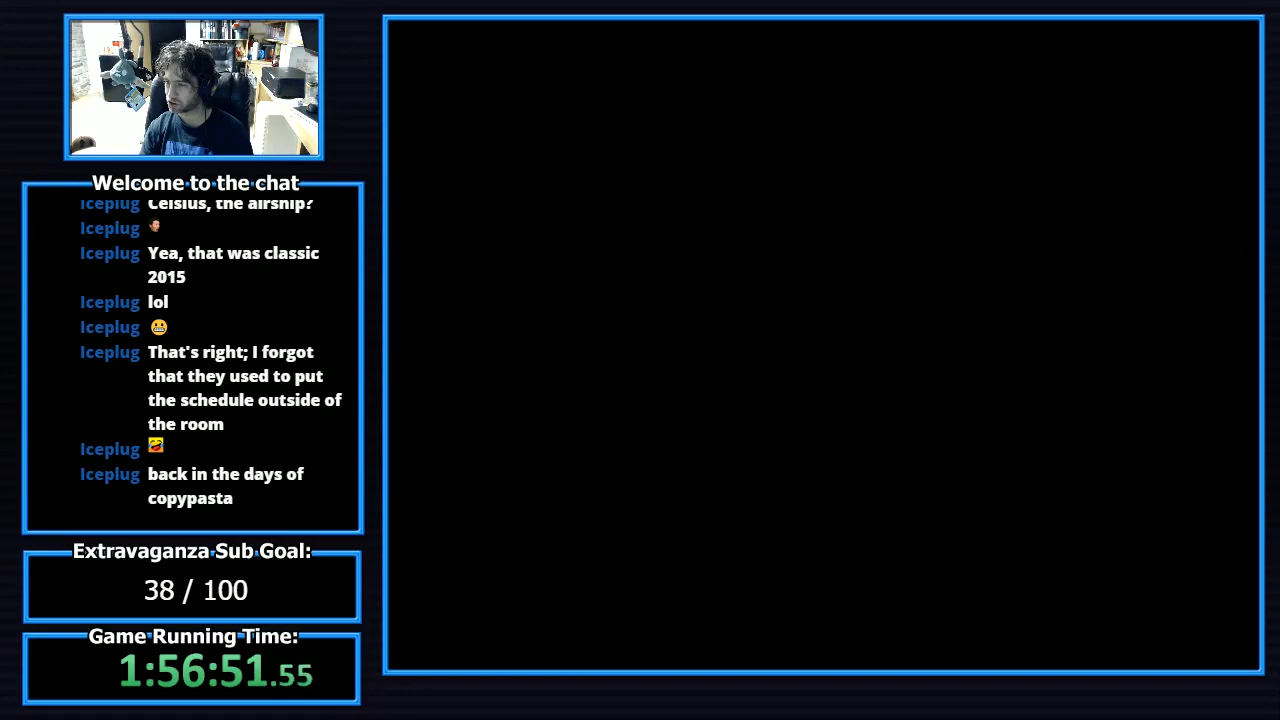 Welcome to the chat
Iceplug Celsius, the airship?
Iceplug
Iceplug Yea, that was classic
2015
Iceplug lol
Iceplug
Iceplug That's right; I forgot
that they used to put
the schedule outside of
the room
Iceplug
Iceplug back in the days of
copypasta
Extravaganza Sub Goal:
38 / 100
Game Running Time:
1:56:51.55